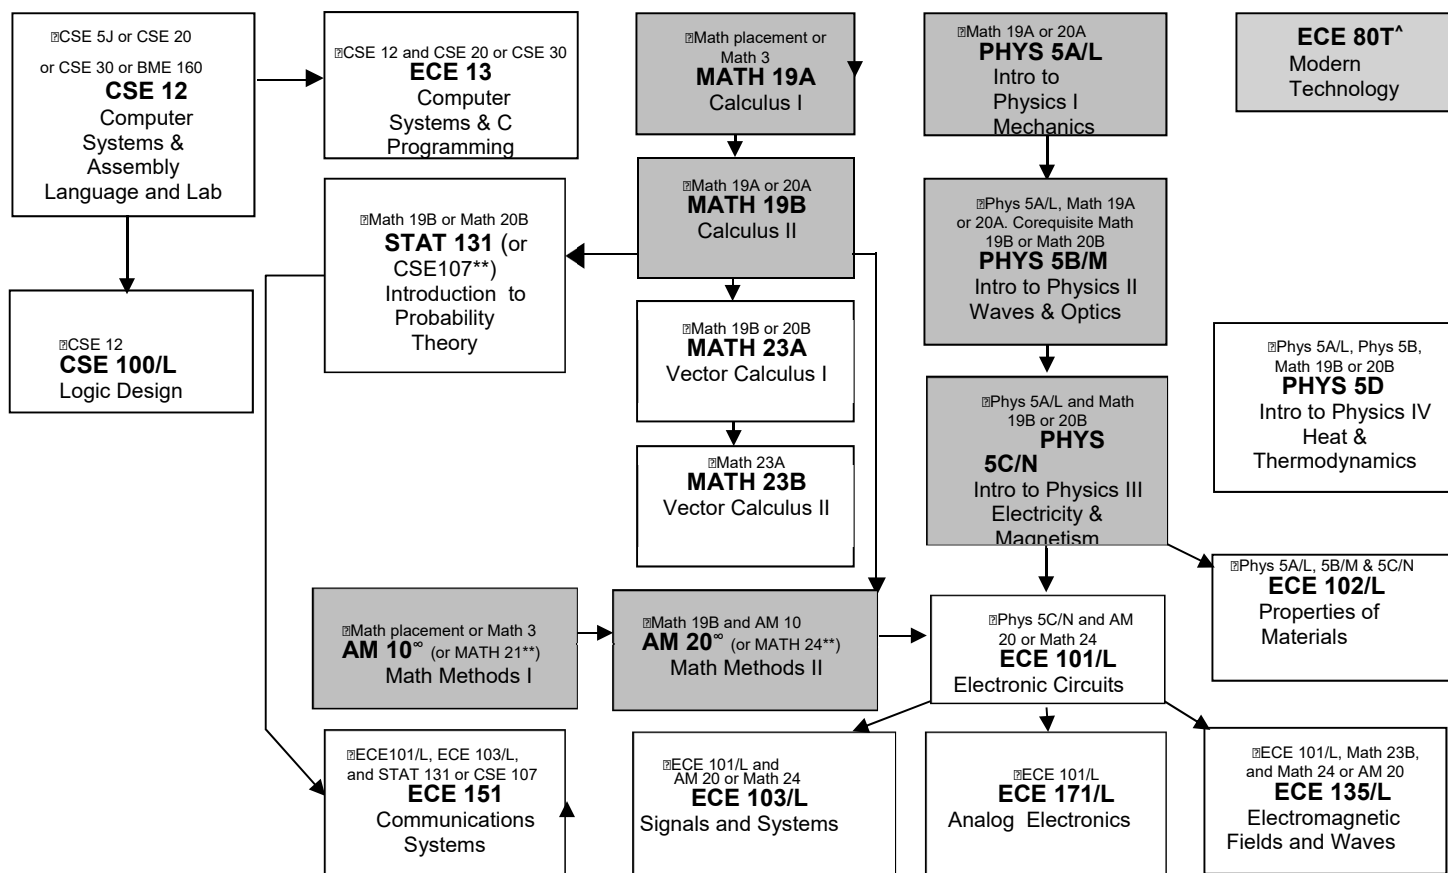 CSE 5J or CSE 20
or CSE 30 or BME 160
CSE 12
Computer
Systems &
Assembly
Language and Lab
CSE 12 and CSE 20 or CSE 30
ECE 13
Computer
Systems & C
Programming
Math placement or
Math 3
MATH 19A
Calculus I
Math 19A or 20A
PHYS 5A/L
Intro to
Physics I
Mechanics
ECE 80T^
Modern
Technology
Math 19B or Math 20B
STAT 131 (or
CSE107**)
Introduction to
Probability
Theory
Math 19A or 20A
MATH 19B
Calculus II
Phys 5A/L, Math 19A
or 20A. Corequisite Math
19B or Math 20B
PHYS 5B/M
Intro to Physics II
Waves & Optics
CSE 12
CSE 100/L
Logic Design
Math 19B or 20B
MATH 23A
Vector Calculus I
Phys 5A/L, Phys 5B,
Math 19B or 20B
PHYS 5D
Intro to Physics IV
Heat &
Thermodynamics
Phys 5A/L and Math
19B or 20B
PHYS
5C/N
Intro to Physics III
Electricity &
Magnetism
Math 23A
MATH 23B
Vector Calculus II
Phys 5A/L, 5B/M & 5C/N
ECE 102/L
Properties of
Materials
Math placement or Math 3
AM 10∞ (or MATH 21**)
Math Methods I
Math 19B and AM 10
AM 20∞ (or MATH 24**)
Math Methods II
Phys 5C/N and AM
20 or Math 24
ECE 101/L
Electronic Circuits
ECE101/L, ECE 103/L,
and STAT 131 or CSE 107
ECE 151
Communications
Systems
ECE 101/L and
AM 20 or Math 24
ECE 103/L
Signals and Systems
ECE 101/L
ECE 171/L
Analog Electronics
ECE 101/L, Math 23B,
and Math 24 or AM 20
ECE 135/L
Electromagnetic
Fields and Waves